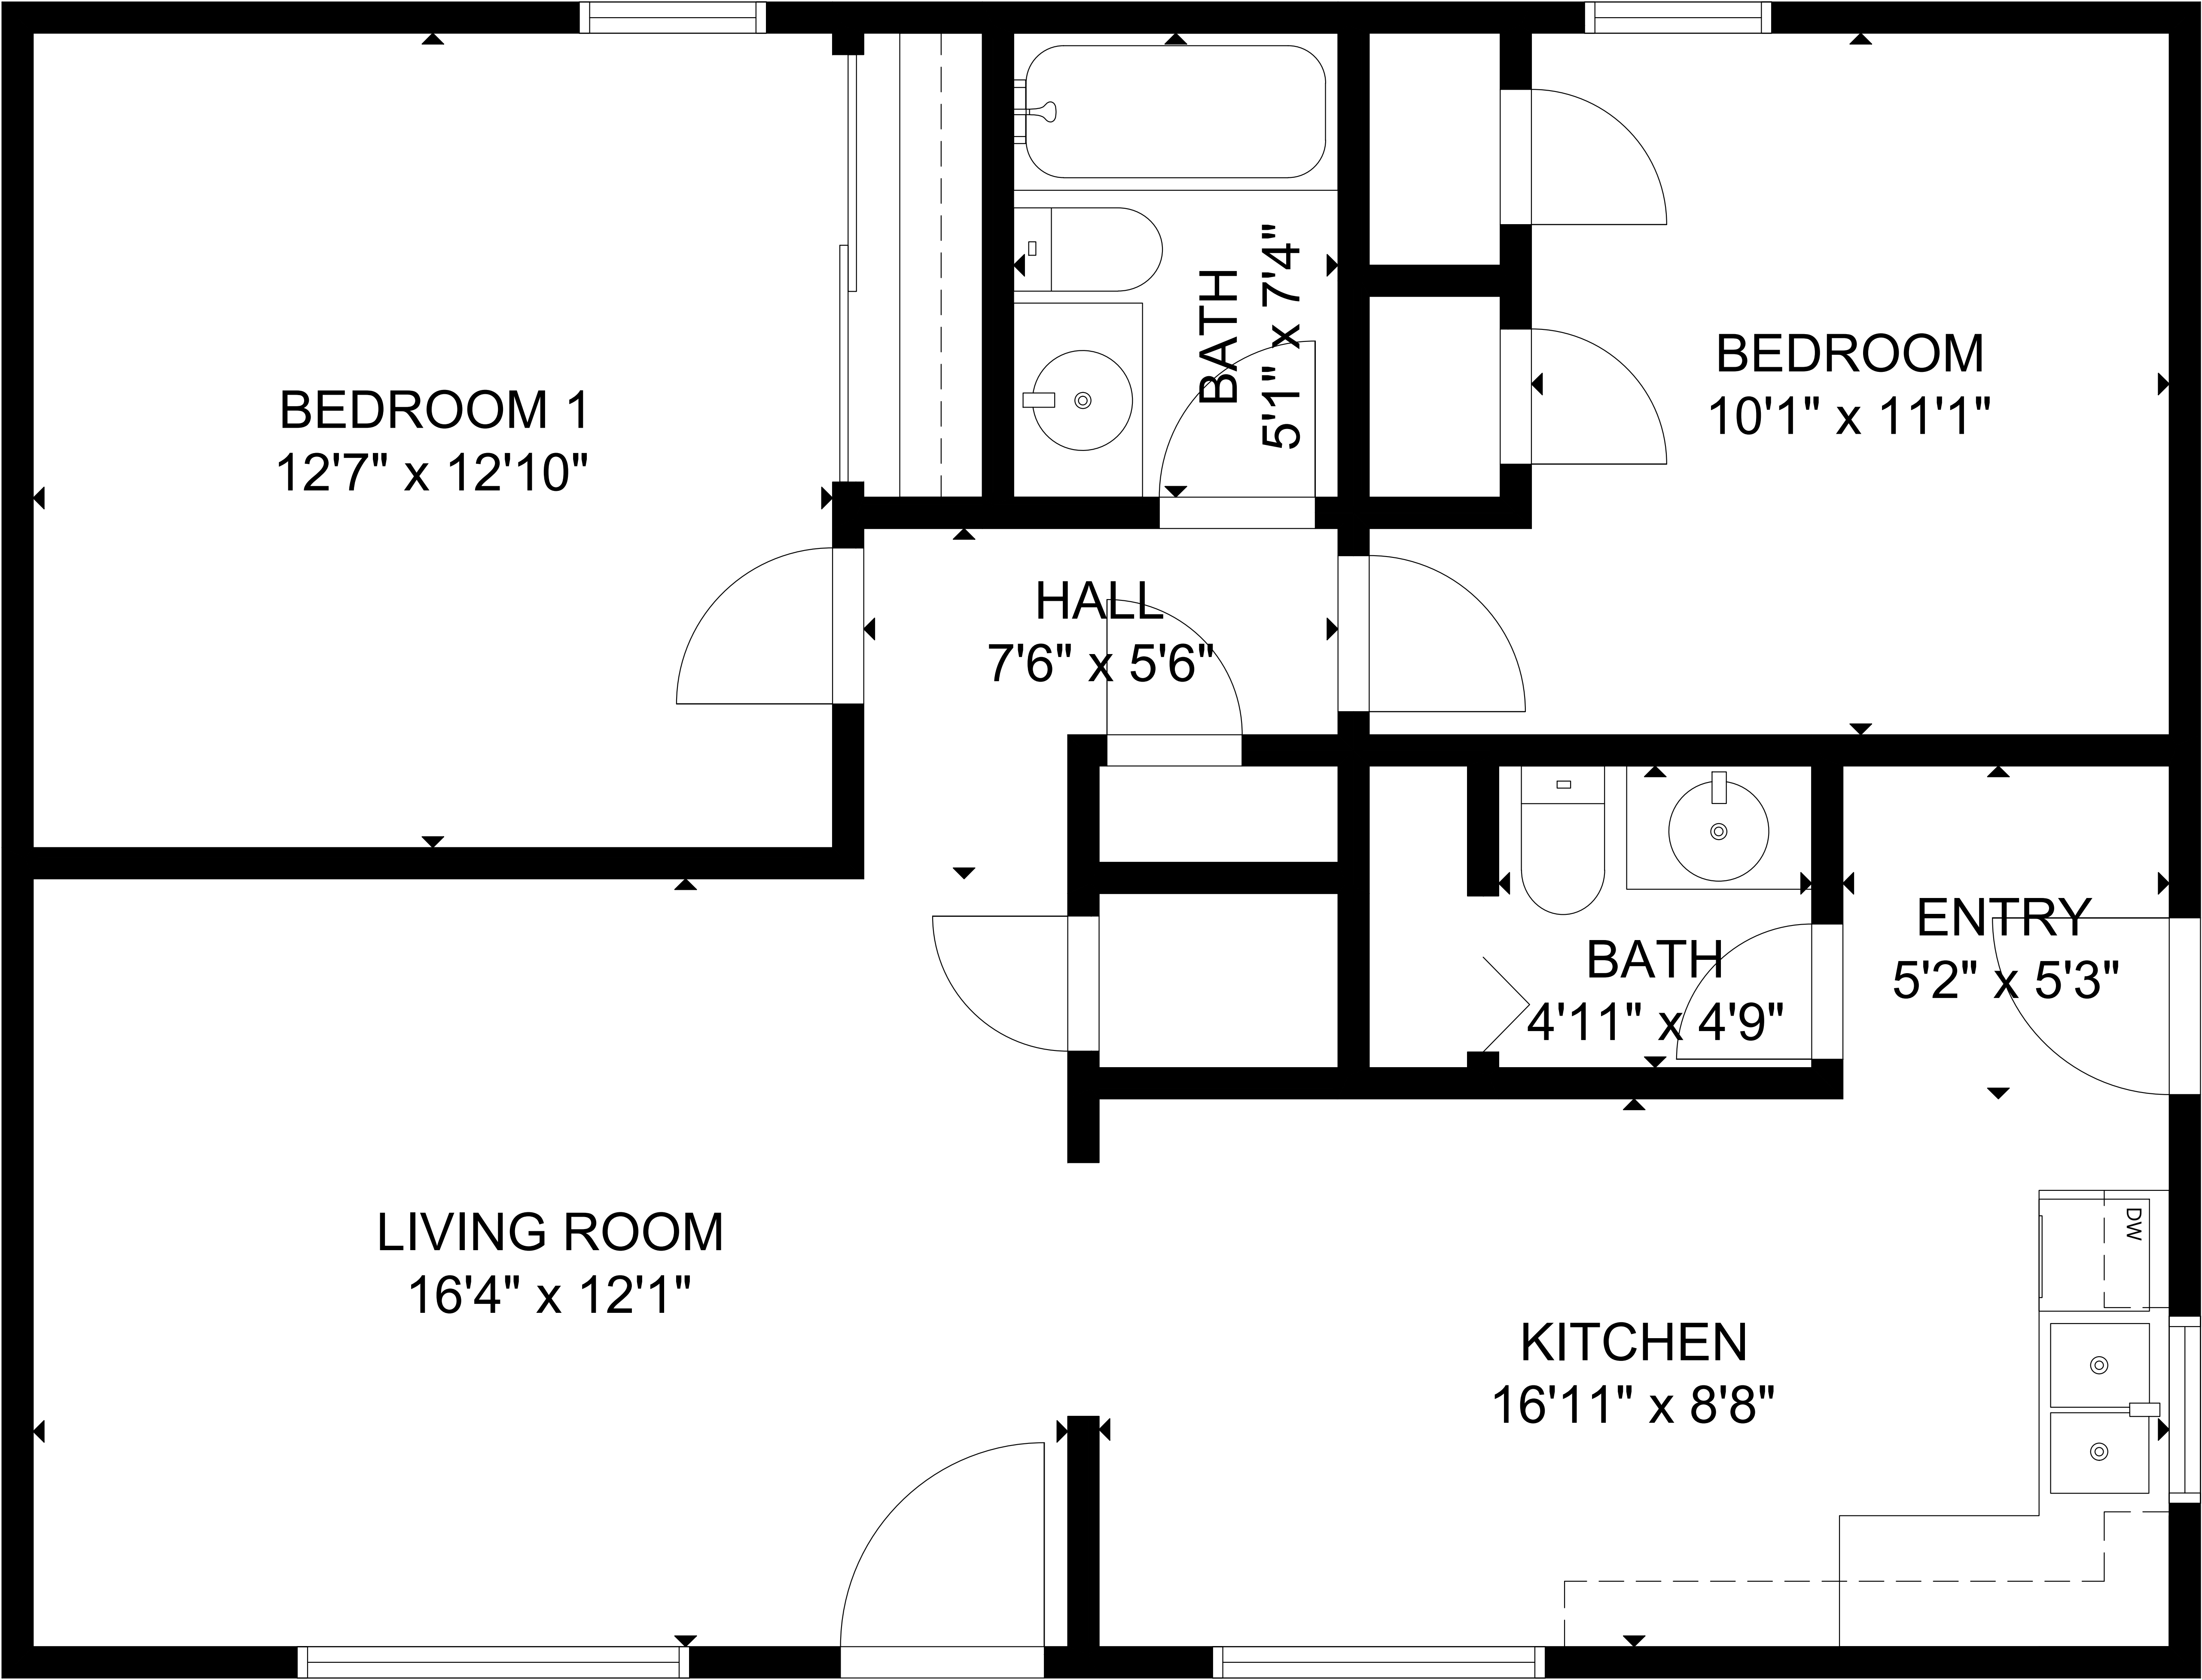 BEDROOM 1
12'7" x 12'10"
BATH
5'1" x 7'4"
BEDROOM
10'1" x 11'1"
HALL
7'6" x 5'6"
BATH
4'11" x 4'9"
ENTRY
5'2" x 5'3"
LIVING ROOM
16'4" x 12'1"
DW
KITCHEN
16'11" x 8'8"